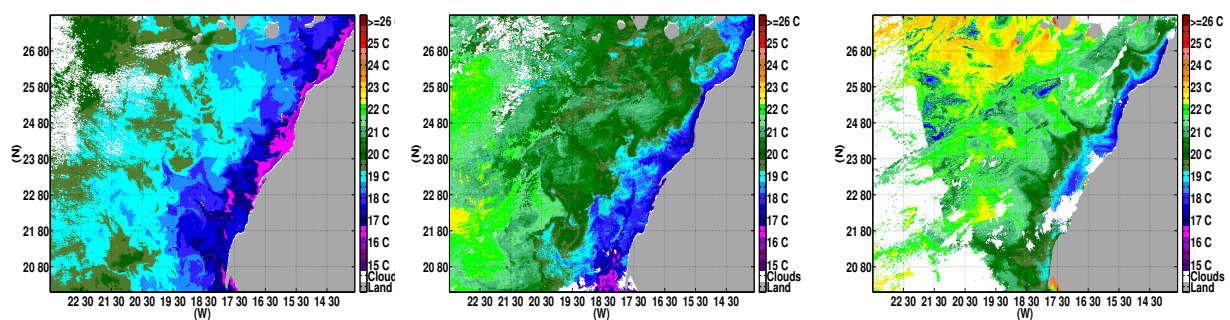 (N)
26 80
25 80
24 80
23 80
22 80
21 80
20 80
22 30 21 30 20 30 19 30 18 30 17 30 16 30 15 30 14 30
(W)
>=26 C
25 C
24 C
23 C
22 C
21 C
20 C
19 C
18 C
17 C
16 C
15 C
Clouds
Land
(N)
26 80
25 80
24 80
23 80
22 80
21 80
20 80
22 30 21 30 20 30 19 30 18 30 17 30 16 30 15 30 14 30
(W)
>=26 C
25 C
24 C
23 C
22 C
21 C
20 C
19 C
18 C
17 C
16 C
15 C
Clouds
Land
(N)
26 80
25 80
24 80
23 80
22 80
21 80
20 80
22 30 21 30 20 30 19 30 18 30 17 30 16 30 15 30 14 30
(W)
>=26 C
25 C
24 C
23 C
22 C
21 C
20 C
19 C
18 C
17 C
16 C
15 C
Clouds
Land